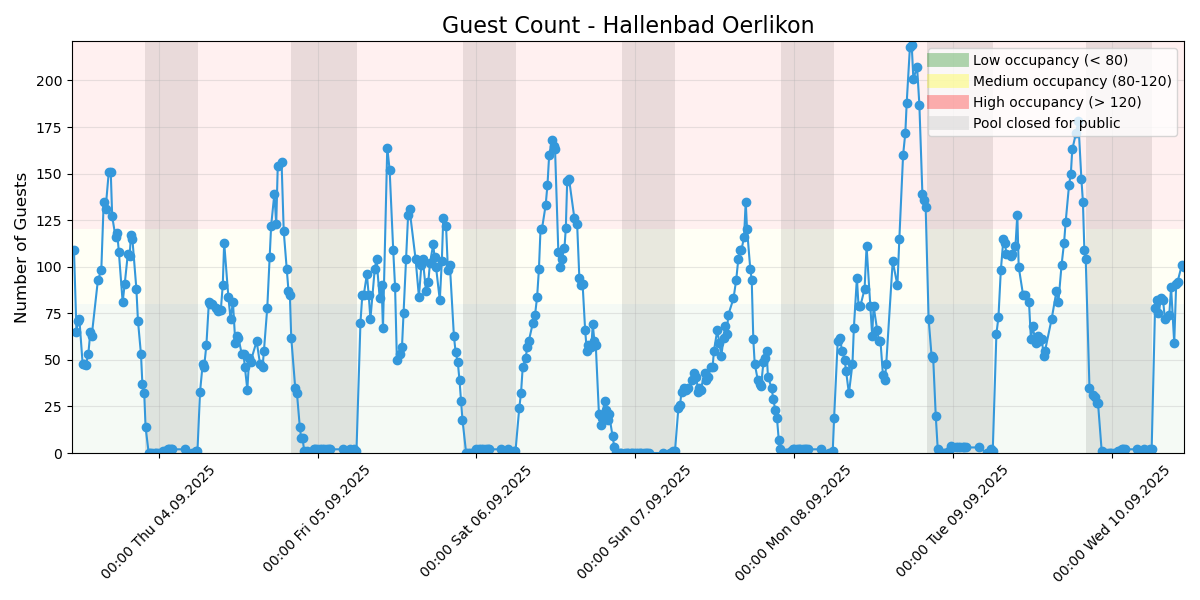 Guest Count - Hallenbad Oerlikon
Number of Guests
200
175
150
125
100
75
50
25
0
Low occupancy (< 80)
Medium occupancy (80-120)
High occupancy (> 120)
Pool closed for public
00:00 Thu 04.09.2025
00:00 Fri 05.09.2025
00:00 Sat 06.09.2025
00:00 Sun 07.09.2025
00:00 Mon 08.09.2025
00:00 Tue 09.09.2025
00:00 Wed 10.09.2025